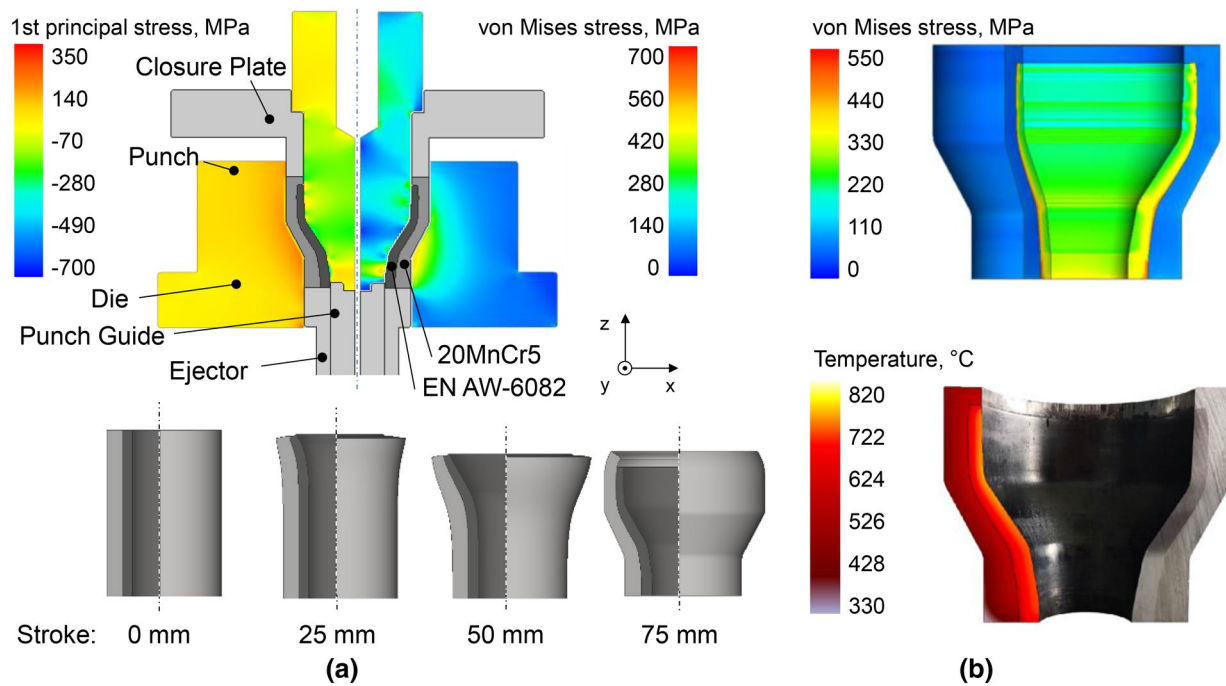 1st principal stress, MPa
350
140
-70
-280
-490
-700
Closure Plate
Punch
Die
Punch Guide
Ejector
von Mises stress, MPa
700
560
420
280
140
0
20MnCr5
EN AW-6082
z
y
x
Stroke:
0 mm
25 mm
50 mm
75 mm
(a)
von Mises stress, MPa
550
440
330
220
110
0
Temperature, °C
820
722
624
526
428
330
(b)